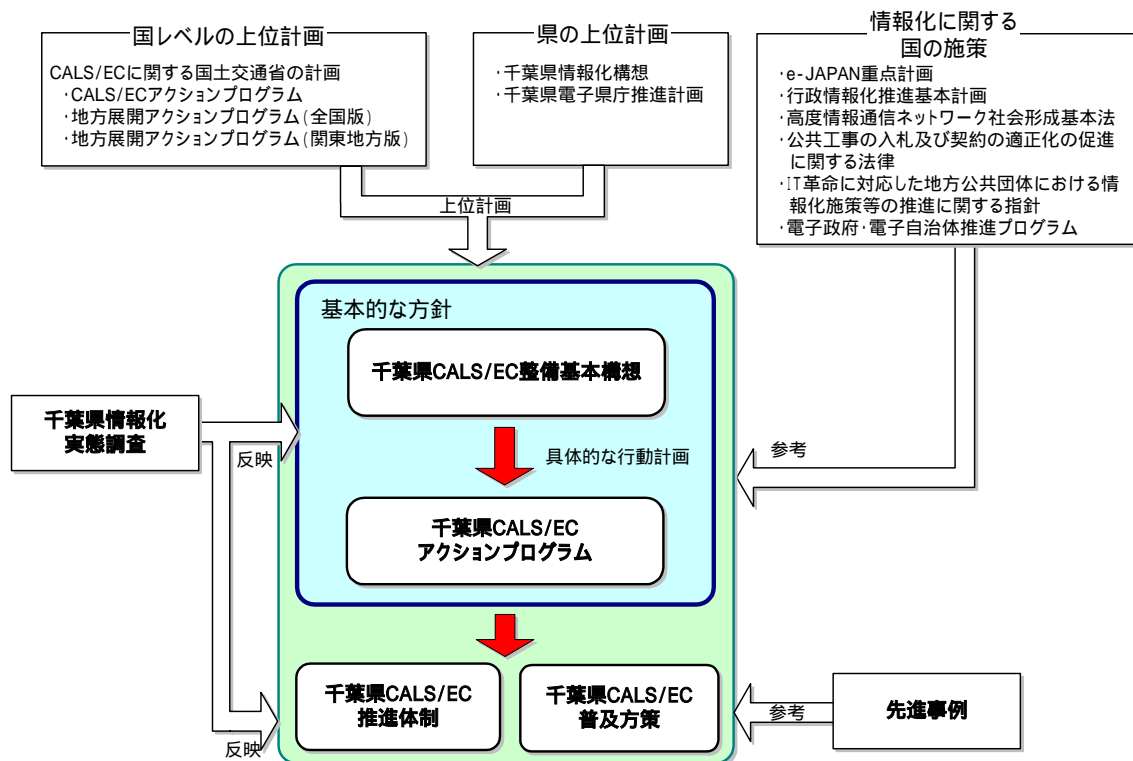 国レベルの上位計画
CALS/ECに関する国土交通省の計画
・CALS/ECアクションプログラム
・地方展開アクションプログラム(全国版)
・地方展開アクションプログラム(関東地方版)
県の上位計画
・千葉県情報化構想
・千葉県電子県庁推進計画
情報化に関する
国の施策
・e-JAPAN重点計画
・行政情報化推進基本計画
・高度情報通信ネットワーク社会形成基本法
・公共工事の入札及び契約の適正化の促進
に関する法律
・IT革命に対応した地方公共団体における情
報化施策等の推進に関する指針
・電子政府・電子自治体推進プログラム
上位計画
基本的な方針
千葉県CALS/EC整備基本構想
千葉県情報化
実態調査
反映
具体的な行動計画
参考
千葉県CALS/EC
アクションプログラム
千葉県CALS/EC
推進体制
千葉県CALS/EC
普及方策
参考
先進事例
反映